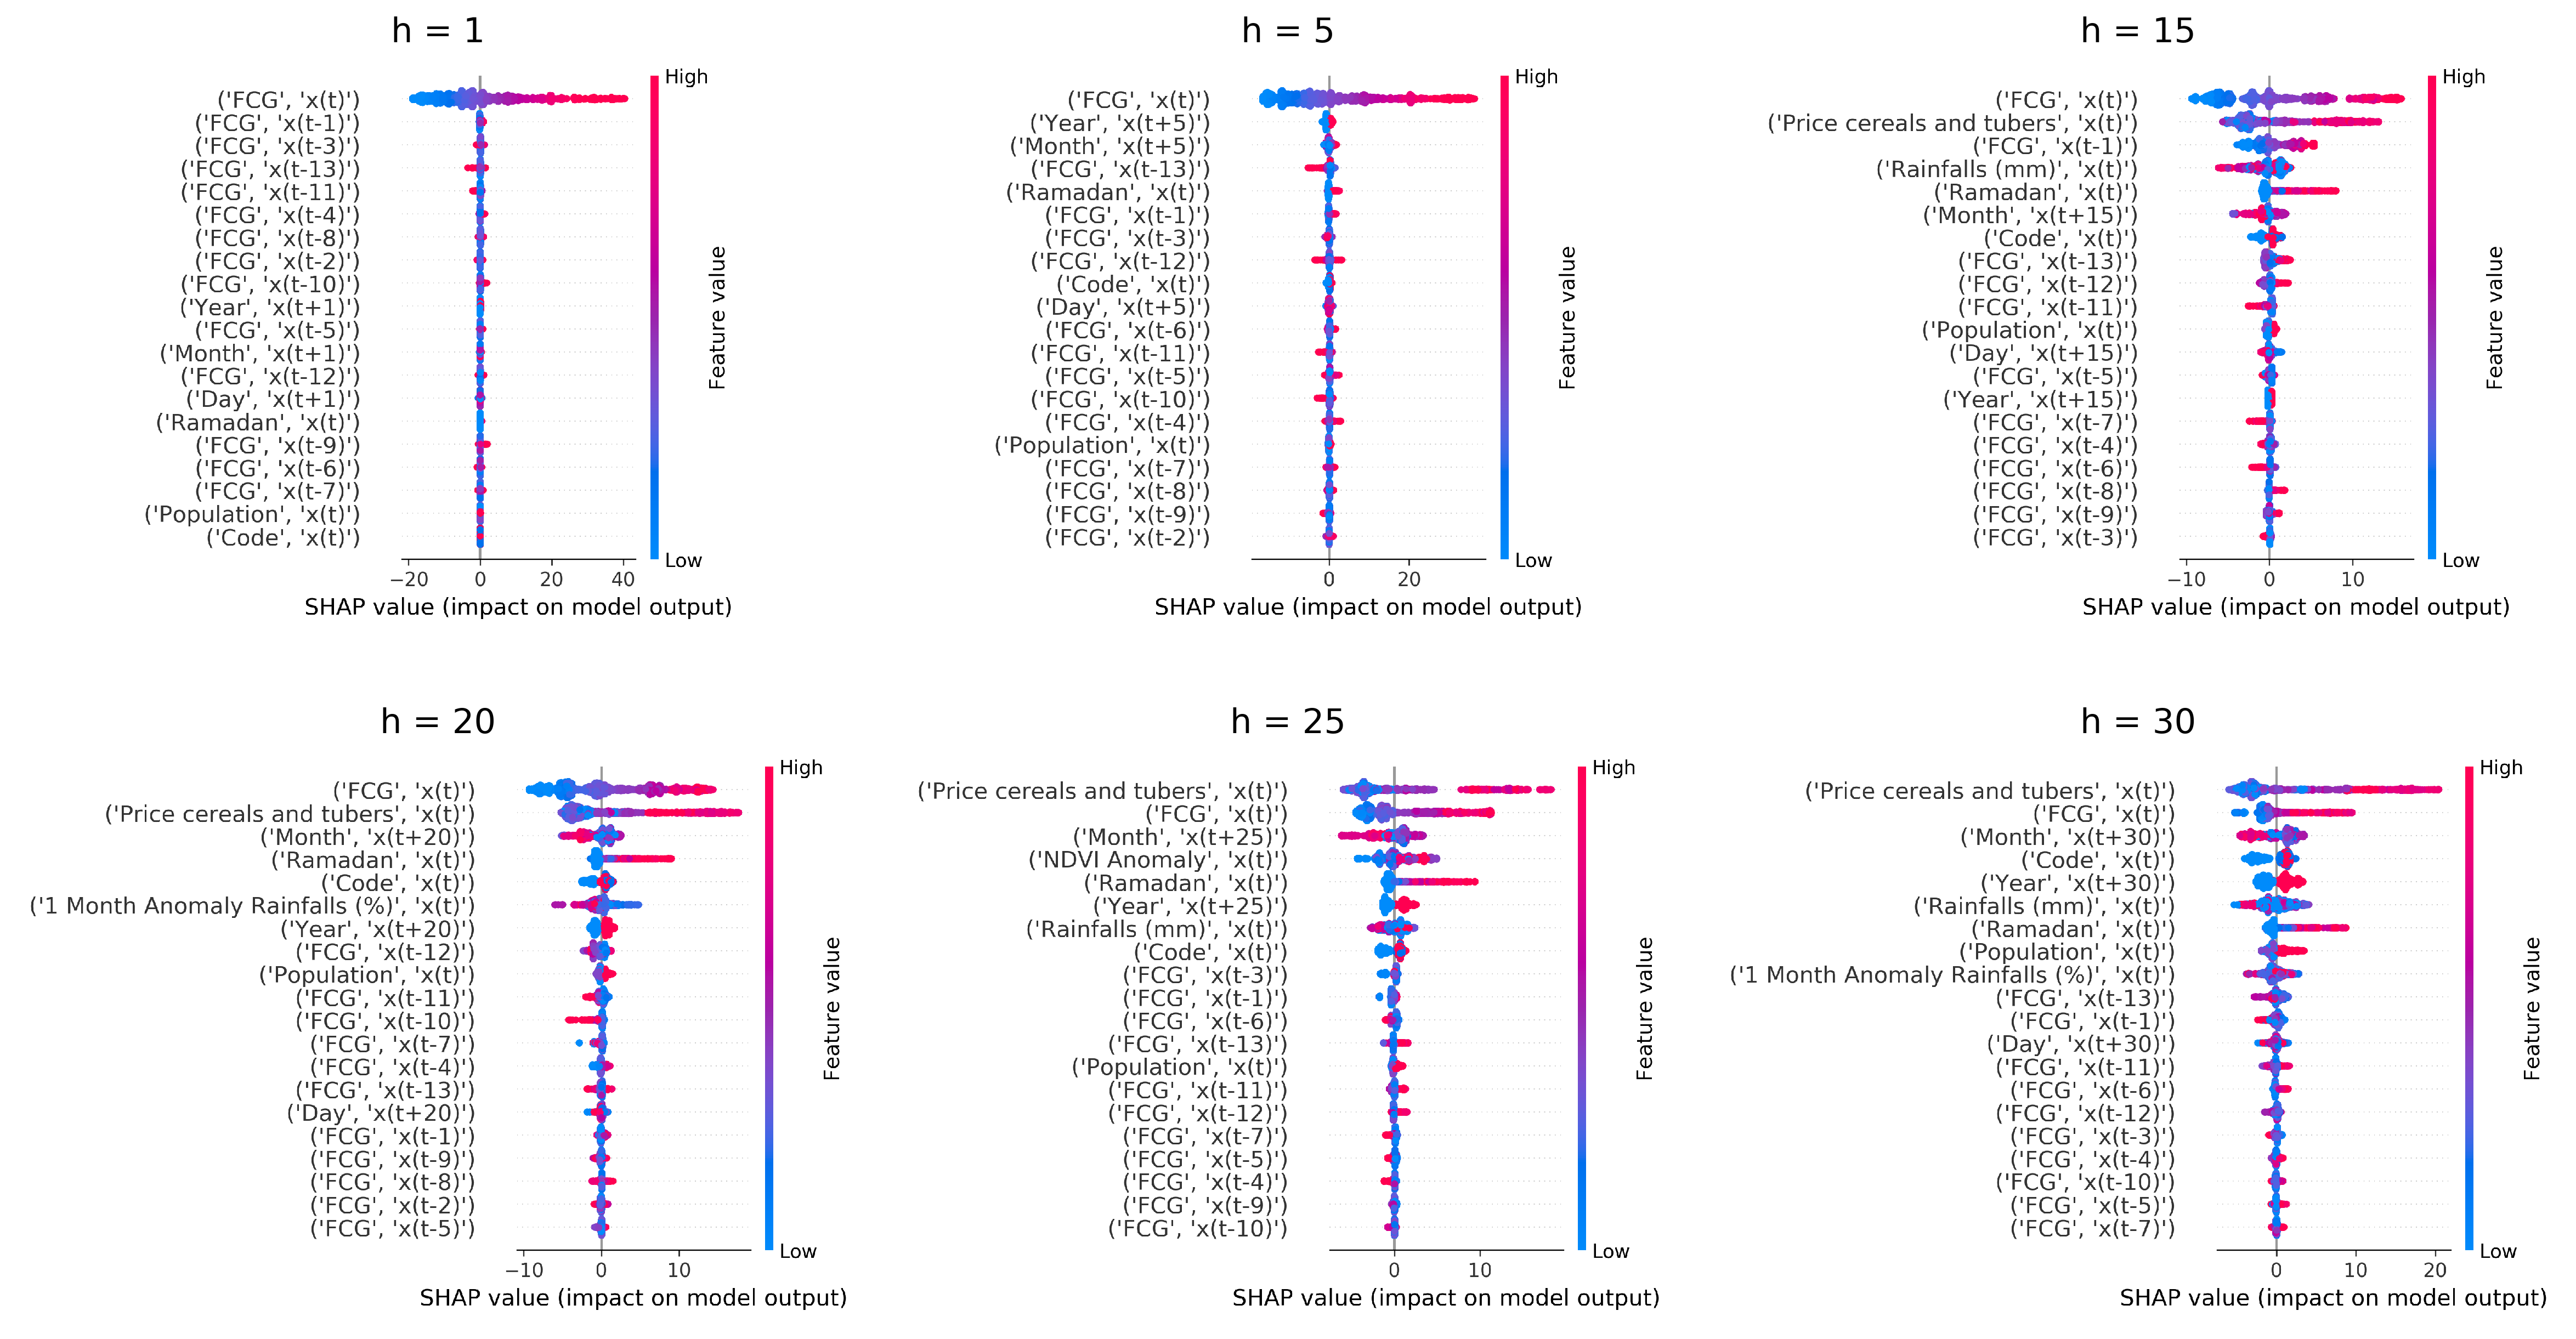 h = 1
High
('FCG', 'x(t)')
('FCG', 'x(t-1)')
('FCG', 'x(t-3)')
('FCG', 'x(t-13)')
('FCG', 'x(t-11)')
('FCG', 'x(t-4)')
('FCG', 'x(t-8)')
('FCG', 'x(t-2)')
('FCG', 'x(t-10)')
('Year', 'x(t+1)')
('FCG', 'x(t-5)')
('Month', 'x(t+1)')
('FCG', 'x(t-12)')
('Day', 'x(t+1)')
('Ramadan', 'x(t)')
('FCG', 'x(t-9)')
('FCG', 'x(t-6)')
('FCG', 'x(t-7)')
('Population', 'x(t)')
('Code', 'x(t)')
Feature value
Low
−20 0 20 40
SHAP value (impact on model output)
h = 5
High
('FCG', 'x(t)')
('Year', 'x(t+5)')
('Month', 'x(t+5)')
('FCG', 'x(t-13)')
('Ramadan', 'x(t)')
('FCG', 'x(t-1)')
('FCG', 'x(t-3)')
('FCG', 'x(t-12)')
('Code', 'x(t)')
('Day', 'x(t+5)')
('FCG', 'x(t-6)')
('FCG', 'x(t-11)')
('FCG', 'x(t-5)')
('FCG', 'x(t-10)')
('FCG', 'x(t-4)')
('Population', 'x(t)')
('FCG', 'x(t-7)')
('FCG', 'x(t-8)')
('FCG', 'x(t-9)')
('FCG', 'x(t-2)')
Feature value
Low
0 20
SHAP value (impact on model output)
h = 15
High
('FCG', 'x(t)')
('Price cereals and tubers', 'x(t)')
('FCG', 'x(t-1)')
('Rainfalls (mm)', 'x(t)')
('Ramadan', 'x(t)')
('Month', 'x(t+15)')
('Code', 'x(t)')
('FCG', 'x(t-13)')
('FCG', 'x(t-12)')
('FCG', 'x(t-11)')
('Population', 'x(t)')
('Day', 'x(t+15)')
('FCG', 'x(t-5)')
('Year', 'x(t+15)')
('FCG', 'x(t-7)')
('FCG', 'x(t-4)')
('FCG', 'x(t-6)')
('FCG', 'x(t-8)')
('FCG', 'x(t-9)')
('FCG', 'x(t-3)')
Feature value
Low
−10 0 10
SHAP value (impact on model output)
h = 20
High
('FCG', 'x(t)')
('Price cereals and tubers', 'x(t)')
('Month', 'x(t+20)')
('Ramadan', 'x(t)')
('Code', 'x(t)')
('1 Month Anomaly Rainfalls (%)', 'x(t)')
('Year', 'x(t+20)')
('FCG', 'x(t-12)')
('Population', 'x(t)')
('FCG', 'x(t-11)')
('FCG', 'x(t-10)')
('FCG', 'x(t-7)')
('FCG', 'x(t-4)')
('FCG', 'x(t-13)')
('Day', 'x(t+20)')
('FCG', 'x(t-1)')
('FCG', 'x(t-9)')
('FCG', 'x(t-8)')
('FCG', 'x(t-2)')
('FCG', 'x(t-5)')
Feature value
Low
−10 0 10
SHAP value (impact on model output)
h = 25
High
('Price cereals and tubers', 'x(t)')
('FCG', 'x(t)')
('Month', 'x(t+25)')
('NDVI Anomaly', 'x(t)')
('Ramadan', 'x(t)')
('Year', 'x(t+25)')
('Rainfalls (mm)', 'x(t)')
('Code', 'x(t)')
('FCG', 'x(t-3)')
('FCG', 'x(t-1)')
('FCG', 'x(t-6)')
('FCG', 'x(t-13)')
('Population', 'x(t)')
('FCG', 'x(t-11)')
('FCG', 'x(t-12)')
('FCG', 'x(t-7)')
('FCG', 'x(t-5)')
('FCG', 'x(t-4)')
('FCG', 'x(t-9)')
('FCG', 'x(t-10)')
Feature value
Low
0 10
SHAP value (impact on model output)
h = 30
High
('Price cereals and tubers', 'x(t)')
('FCG', 'x(t)')
('Month', 'x(t+30)')
('Code', 'x(t)')
('Year', 'x(t+30)')
('Rainfalls (mm)', 'x(t)')
('Ramadan', 'x(t)')
('Population', 'x(t)')
('1 Month Anomaly Rainfalls (%)', 'x(t)')
('FCG', 'x(t-13)')
('FCG', 'x(t-1)')
('Day', 'x(t+30)')
('FCG', 'x(t-11)')
('FCG', 'x(t-6)')
('FCG', 'x(t-12)')
('FCG', 'x(t-3)')
('FCG', 'x(t-4)')
('FCG', 'x(t-10)')
('FCG', 'x(t-5)')
('FCG', 'x(t-7)')
Feature value
Low
0 10 20
SHAP value (impact on model output)